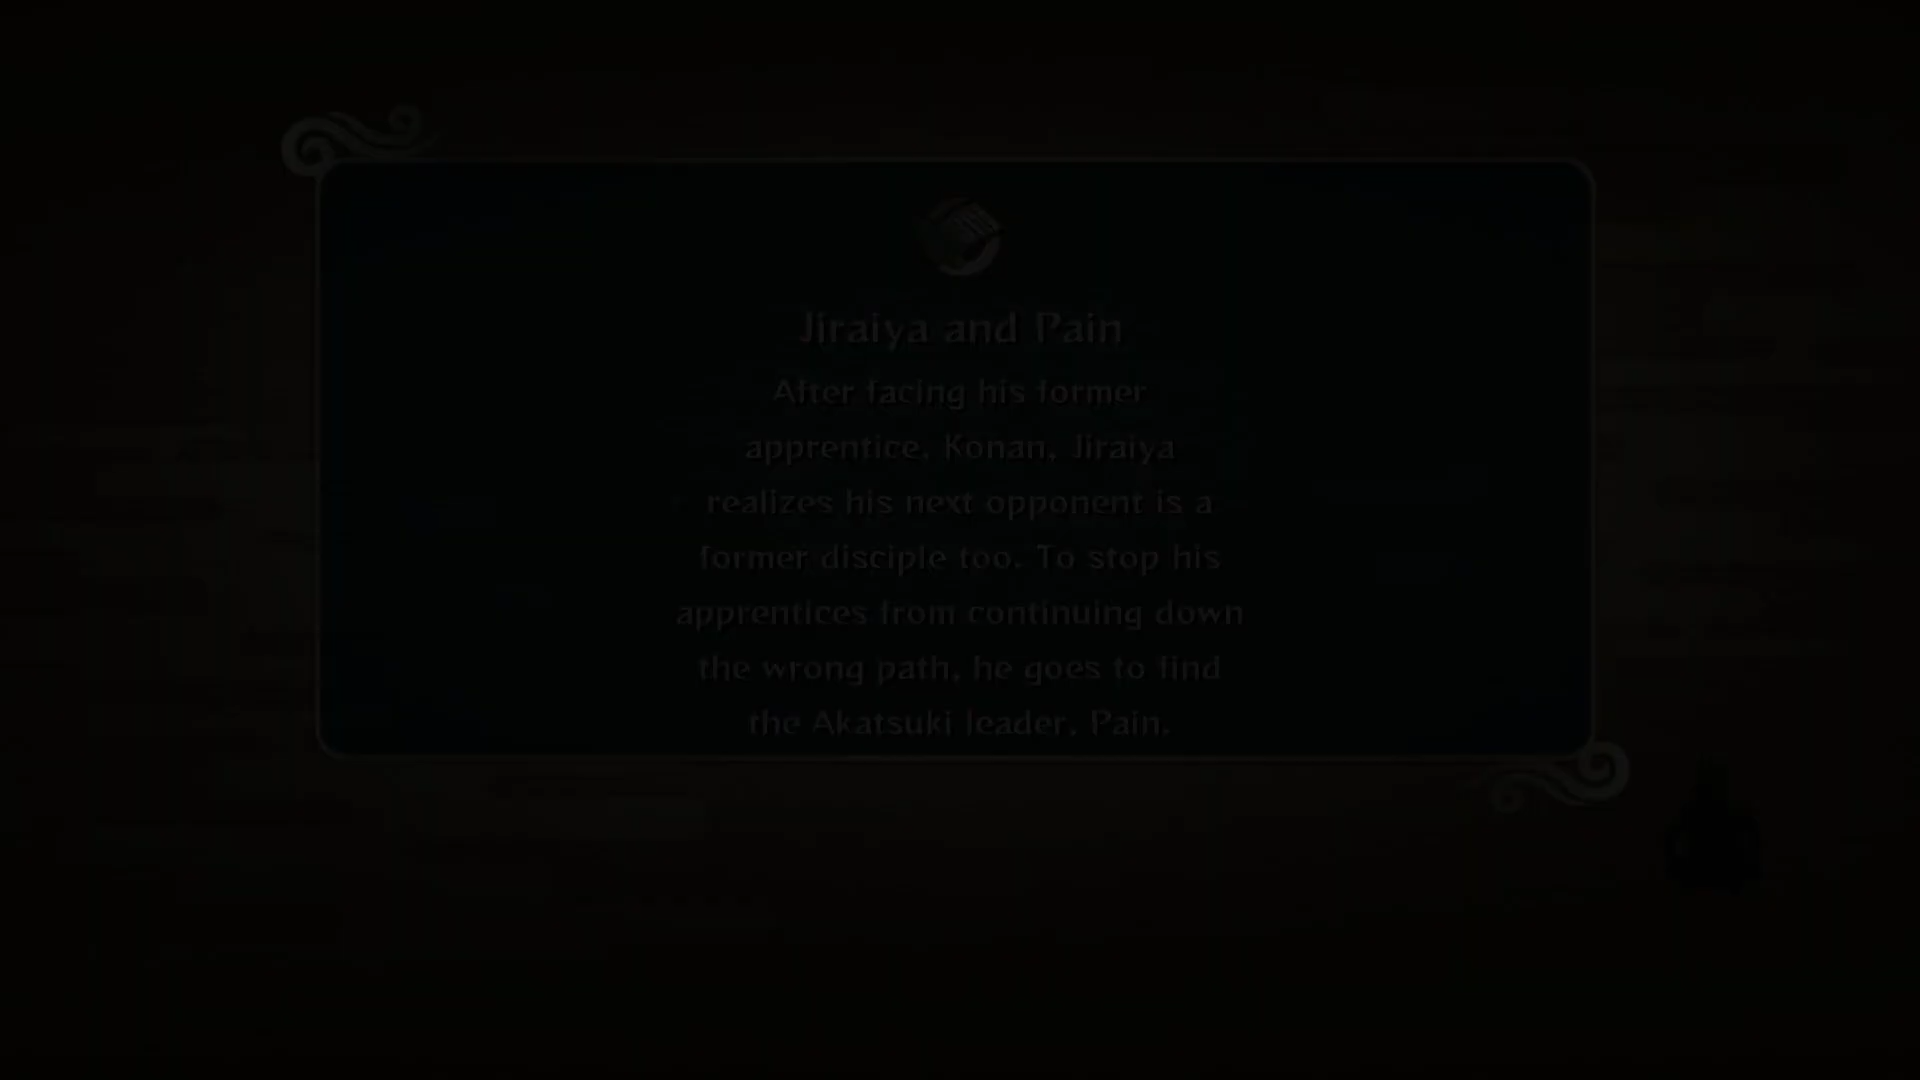 Jiraiya and Pain
After facing his former
apprentice, Konan, Jiraiya
realizes his next opponent is a
former disciple too. To stop his
apprentices from continuing down
the wrong path, he goes to find
the Akatsuki leader, Pain.